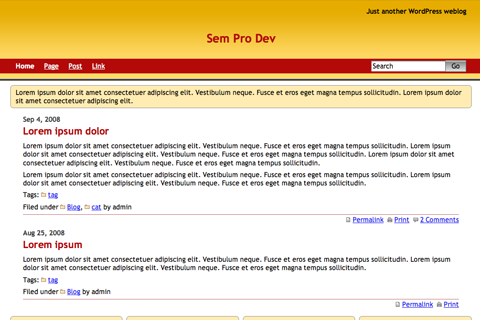 Just another WordPress weblog
Sem Pro Dev
Home Page Post Link Search Go
Lorem ipsum dolor sit amet consectetuer adipiscing elit. Vestibulum neque. Fusce et eros eget magna tempus sollicitudin. Lorem ipsum dolor
sit amet consectetuer adipiscing elit.
Sep 4, 2008
Lorem ipsum dolor
Lorem ipsum dolor sit amet consectetuer adipiscing elit. Vestibulum neque. Fusce et eros eget magna tempus sollicitudin. Lorem ipsum
dolor sit amet consectetuer adipiscing elit. Vestibulum neque. Fusce et eros eget magna tempus sollicitudin. Lorem ipsum dolor sit amet
consectetuer adipiscing elit. Vestibulum neque. Fusce et eros eget magna tempus sollicitudin.
Lorem ipsum dolor sit amet consectetuer adipiscing elit. Vestibulum neque. Fusce et eros eget magna tempus sollicitudin. Lorem ipsum
dolor sit amet consectetuer adipiscing elit. Vestibulum neque. Fusce et eros eget magna tempus sollicitudin.
Tags: tag
Filed under Blog, cat by admin
Permalink Print 2 Comments
Aug 25, 2008
Lorem ipsum
Lorem ipsum dolor sit amet consectetuer adipiscing elit. Vestibulum neque. Fusce et eros eget magna tempus sollicitudin. Lorem ipsum
dolor sit amet consectetuer adipiscing elit. Vestibulum neque. Fusce et eros eget magna tempus sollicitudin.
Tags: tag
Filed under Blog by admin
Permalink Print